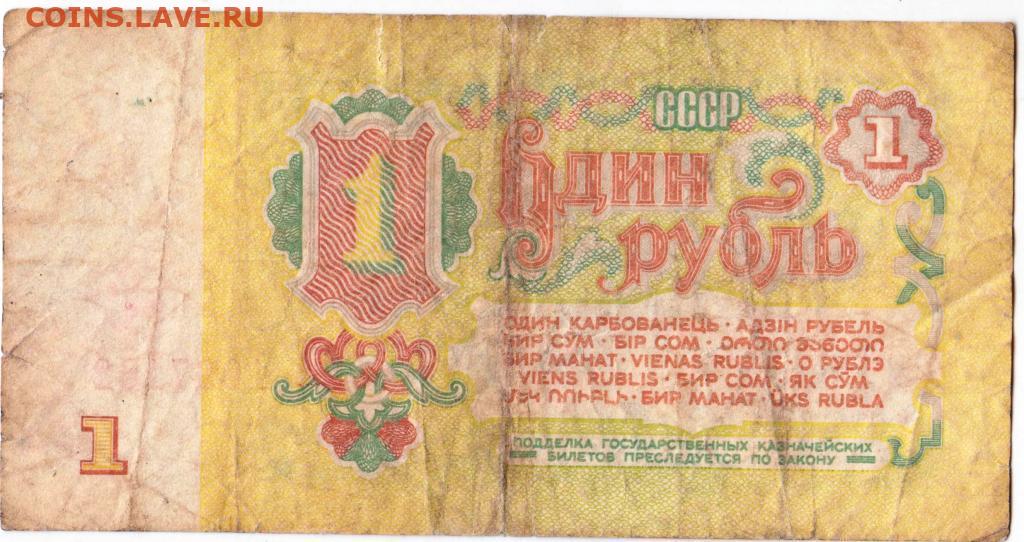 COINS.LAVE.RU
СССР
1
1
Один
рубль
ОДИН КАРБОВАНЕЦЬ · АДЗІН РУБЕЛЬ
БИР СЎМ · БІР СОМ · ᲔᲠᲗᲘ ᲛᲐᲜᲔᲗᲘ
БИР МАНАТ · VIENAS RUBLIS · О РУБЛЭ
VIENS RUBLIS · БИР СОМ · ЯК СӮМ
ՄԵԿ ՌՈՒԲԼԻ · БИР МАНАТ · ÜKS RUBLA
1
ПОДДЕЛКА ГОСУДАРСТВЕННЫХ КАЗНАЧЕЙСКИХ
БИЛЕТОВ ПРЕСЛЕДУЕТСЯ ПО ЗАКОНУ